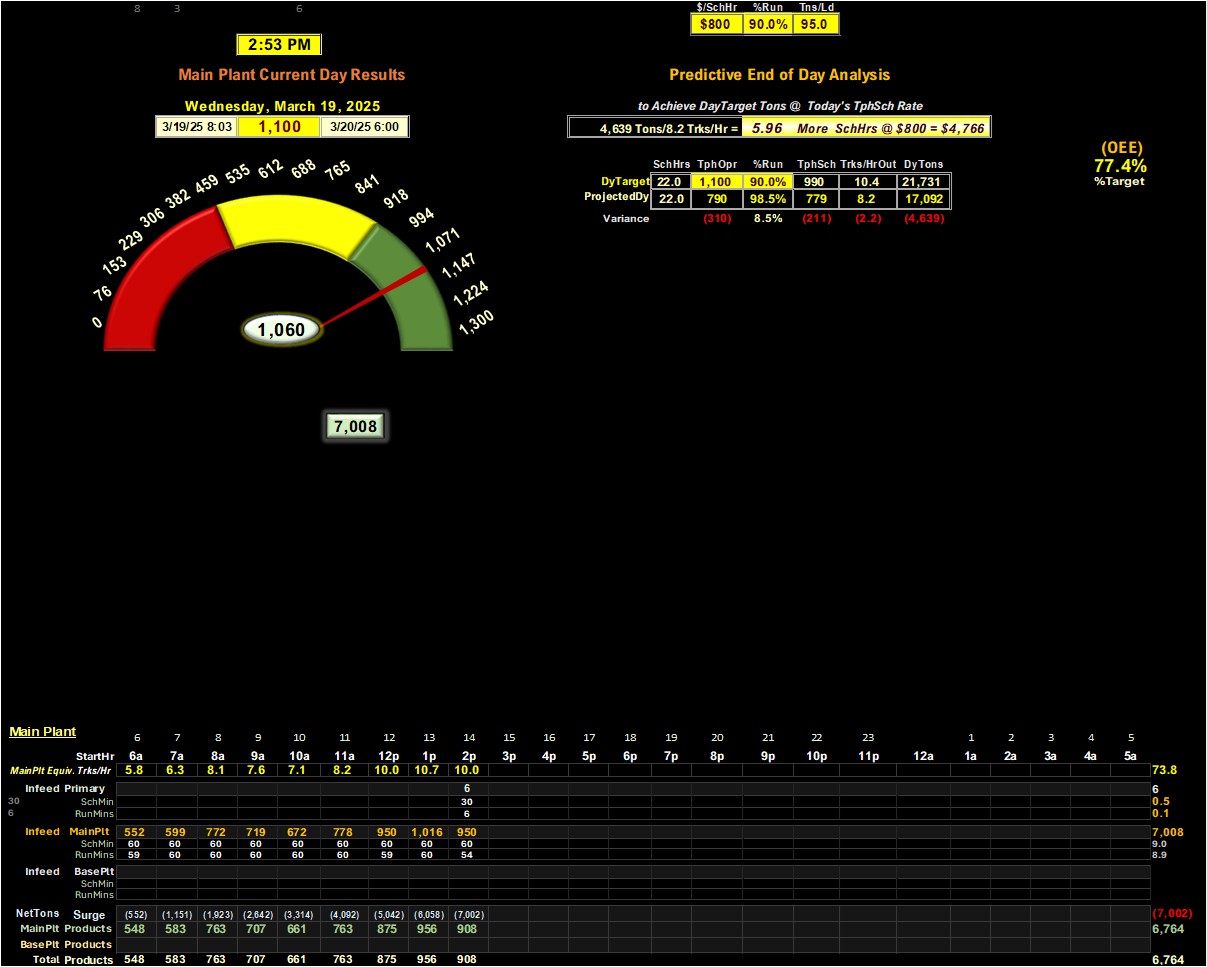 8 3 6
$/SchHr %Run Tns/Ld
$800 90.0% 95.0
2:53 PM
Main Plant Current Day Results
Predictive End of Day Analysis
Wednesday, March 19, 2025
to Achieve DayTarget Tons @ Today's TphSch Rate
3/19/25 8:03 1,100 3/20/25 6:00
4,639 Tons/8.2 Trks/Hr = 5.96 More SchHrs @ $800 = $4,766
(OEE)
77.4%
%Target
SchHrs TphOpr %Run TphSch Trks/HrOut DyTons
DyTarget 22.0 1,100 90.0% 990 10.4 21,731
ProjectedDy 22.0 790 98.5% 779 8.2 17,092
Variance (310) 8.5% (211) (2.2) (4,639)
0 76 153 229 306 382 459 535 612 688 765 841 918 994 1,071 1,147 1,224 1,300
1,060
7,008
Main Plant
6 7 8 9 10 11 12 13 14 15 16 17 18 19 20 21 22 23 1 2 3 4 5
StartHr 6a 7a 8a 9a 10a 11a 12p 1p 2p 3p 4p 5p 6p 7p 8p 9p 10p 11p 12a 1a 2a 3a 4a 5a
MainPlt Equiv. Trks/Hr 5.8 6.3 8.1 7.6 7.1 8.2 10.0 10.7 10.0 73.8
Infeed Primary 6 6
30 SchMin 30 0.5
6 RunMins 6 0.1
Infeed MainPlt 552 599 772 719 672 778 950 1,016 950 7,008
SchMin 60 60 60 60 60 60 60 60 60 9.0
RunMins 59 60 60 60 60 60 59 60 54 8.9
Infeed BasePlt
SchMin
RunMins
NetTons Surge (552) (1,151) (1,923) (2,642) (3,314) (4,092) (5,042) (6,058) (7,002) (7,002)
MainPlt Products 548 583 763 707 661 763 875 956 908 6,764
BasePlt Products
Total Products 548 583 763 707 661 763 875 956 908 6,764